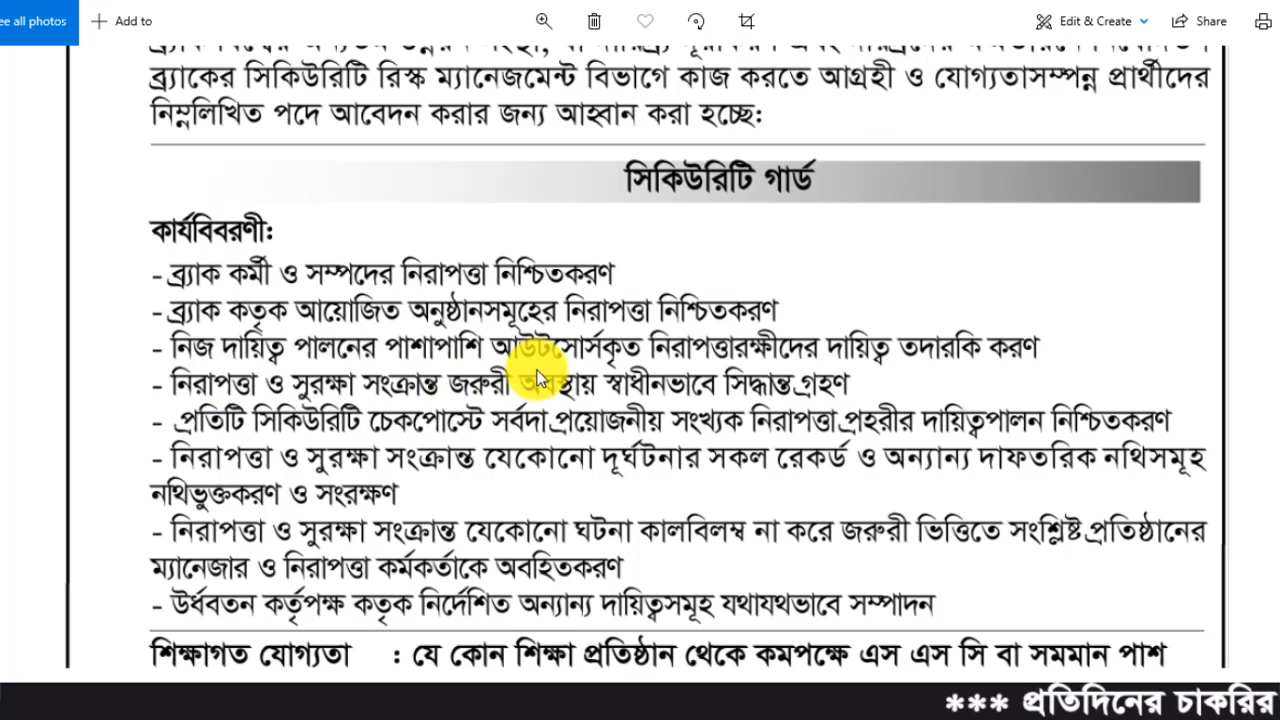 ee all photos
Add to
Edit & Create
Share
ব্র্যাকের সিকিউরিটি রিস্ক ম্যানেজমেন্ট বিভাগে কাজ করতে আগ্রহী ও যোগ্যতাসম্পন্ন প্রার্থীদের
নিম্নলিখিত পদে আবেদন করার জন্য আহ্বান করা হচ্ছে:
সিকিউরিটি গার্ড
কার্যবিবরণী:
- ব্র্যাক কর্মী ও সম্পদের নিরাপত্তা নিশ্চিতকরণ
- ব্র্যাক কতৃক আয়োজিত অনুষ্ঠানসমূহের নিরাপত্তা নিশ্চিতকরণ
- নিজ দায়িত্ব পালনের পাশাপাশি আউটসোর্সকৃত নিরাপত্তারক্ষীদের দায়িত্ব তদারকি করণ
- নিরাপত্তা ও সুরক্ষা সংক্রান্ত জরুরী অবস্থায় স্বাধীনভাবে সিদ্ধান্ত গ্রহণ
- প্রতিটি সিকিউরিটি চেকপোস্টে সর্বদা প্রয়োজনীয় সংখ্যক নিরাপত্তা প্রহরীর দায়িত্বপালন নিশ্চিতকরণ
- নিরাপত্তা ও সুরক্ষা সংক্রান্ত যেকোনো দূর্ঘটনার সকল রেকর্ড ও অন্যান্য দাফতরিক নথিসমূহ
নথিভুক্তকরণ ও সংরক্ষণ
- নিরাপত্তা ও সুরক্ষা সংক্রান্ত যেকোনো ঘটনা কালবিলম্ব না করে জরুরী ভিত্তিতে সংশ্লিষ্ট প্রতিষ্ঠানের
ম্যানেজার ও নিরাপত্তা কর্মকর্তাকে অবহিতকরণ
- উর্ধবতন কর্তৃপক্ষ কতৃক নির্দেশিত অন্যান্য দায়িত্বসমূহ যথাযথভাবে সম্পাদন
শিক্ষাগত যোগ্যতা : যে কোন শিক্ষা প্রতিষ্ঠান থেকে কমপক্ষে এস এস সি বা সমমান পাশ
*** প্রতিদিনের চাকরির